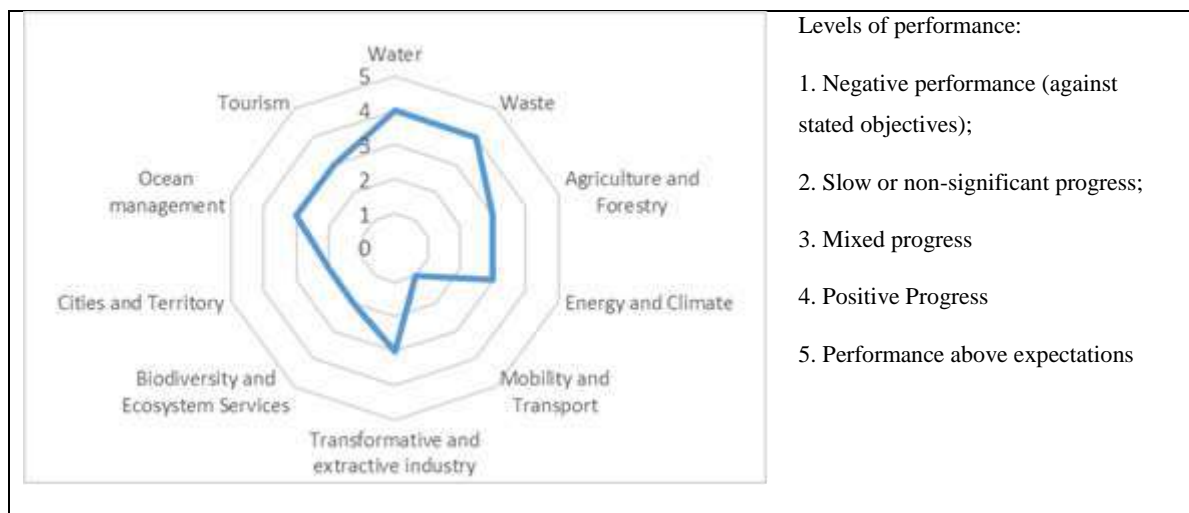 Water
5
4
3
2
1
0
Waste
Agriculture and
Forestry
Energy and Climate
Mobility and
Transport
Transformative and
extractive industry
Biodiversity and
Ecosystem Services
Cities and Territory
Ocean
management
Tourism
Levels of performance:
1. Negative performance (against
stated objectives);
2. Slow or non-significant progress;
3. Mixed progress
4. Positive Progress
5. Performance above expectations